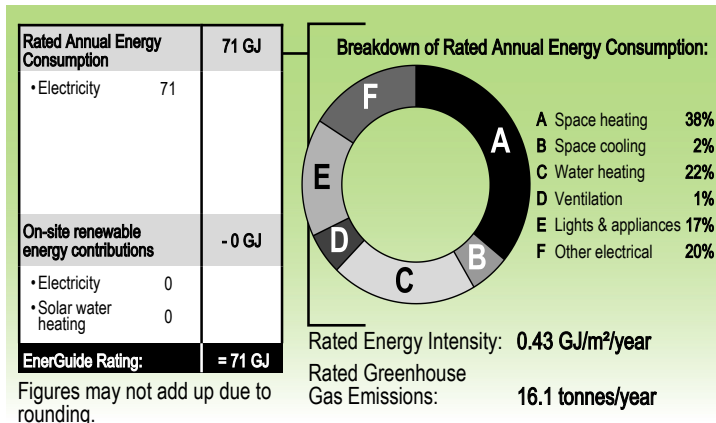 Rated Annual Energy Consumption 71 GJ
• Electricity 71
On-site renewable energy contributions - 0 GJ
• Electricity 0
• Solar water heating 0
EnerGuide Rating: = 71 GJ
Figures may not add up due to
rounding.
Breakdown of Rated Annual Energy Consumption:
A
B
C
D
E
F
A Space heating 38%
B Space cooling 2%
C Water heating 22%
D Ventilation 1%
E Lights & appliances 17%
F Other electrical 20%
Rated Energy Intensity: 0.43 GJ/m²/year
Rated Greenhouse
Gas Emissions: 16.1 tonnes/year